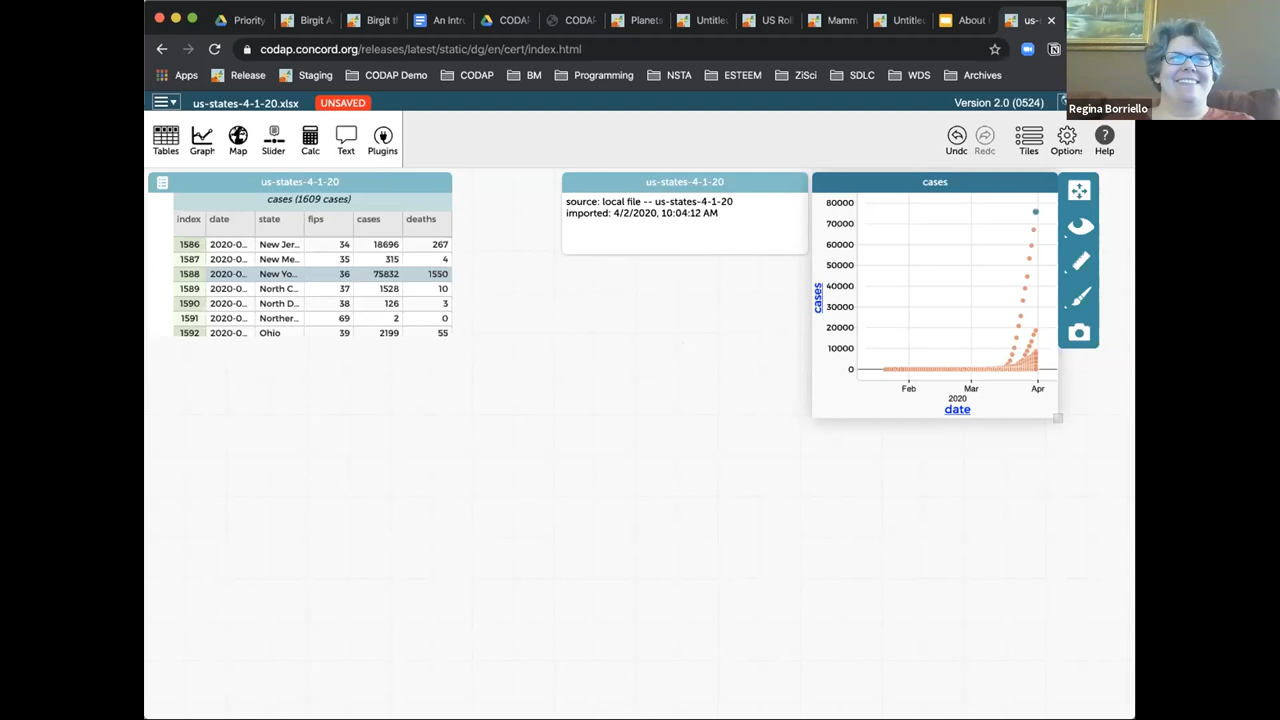 Priority
Birgit A
Birgit th
An Intro
CODAP
CODAP
Planets
Untitled
US Roll
Mamm
Untitled
About
us-
codap.concord.org/releases/latest/static/dg/en/cert/index.html
Apps Release Staging CODAP Demo CODAP BM Programming NSTA ESTEEM ZiSci SDLC WDS Archives
Regina Borriello
us-states-4-1-20.xlsx UNSAVED Version 2.0 (0524)
Tables Graph Map Slider Calc Text Plugins Undo Redo Tiles Options Help
us-states-4-1-20
cases (1609 cases)
index date state fips cases deaths
1586 2020-0... New Jer... 34 18696 267
1587 2020-0... New Me... 35 315 4
1588 2020-0... New Yo... 36 75832 1550
1589 2020-0... North C... 37 1528 10
1590 2020-0... North D... 38 126 3
1591 2020-0... Norther... 69 2 0
1592 2020-0... Ohio 39 2199 55
us-states-4-1-20
source: local file -- us-states-4-1-20
imported: 4/2/2020, 10:04:12 AM
cases
80000
70000
60000
50000
40000
30000
20000
10000
0
cases
Feb Mar Apr
2020
date